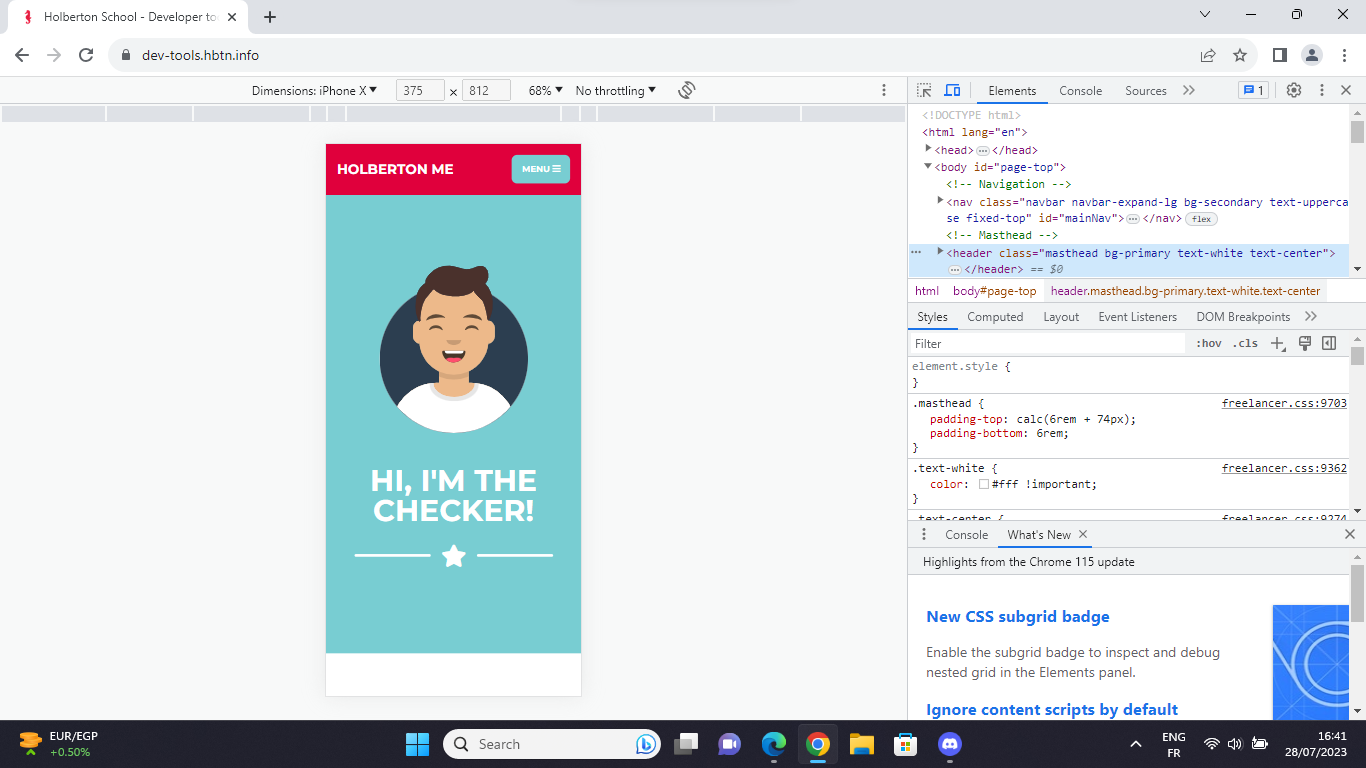 Holberton School - Developer to
dev-tools.hbtn.info
Dimensions: iPhone X 375 x 812 68% No throttling
HOLBERTON ME
MENU
HI, I'M THE
CHECKER!
Elements Console Sources 1
<!DOCTYPE html>
<html lang="en">
<head> ⋯ </head>
<body id="page-top">
<!-- Navigation -->
<nav class="navbar navbar-expand-lg bg-secondary text-upperca
se fixed-top" id="mainNav"> ⋯ </nav> flex
<!-- Masthead -->
<header class="masthead bg-primary text-white text-center">
⋯ </header> == $0
html body#page-top header.masthead.bg-primary.text-white.text-center
Styles Computed Layout Event Listeners DOM Breakpoints
Filter :hov .cls
element.style {
}
.masthead { freelancer.css:9703
padding-top: calc(6rem + 74px);
padding-bottom: 6rem;
}
.text-white { freelancer.css:9362
color: #fff !important;
}
.text-center { freelancer.css:9274
Console What's New
Highlights from the Chrome 115 update
New CSS subgrid badge
Enable the subgrid badge to inspect and debug
nested grid in the Elements panel.
Ignore content scripts by default
EUR/EGP
+0.50%
Search
ENG
FR
16:41
28/07/2023